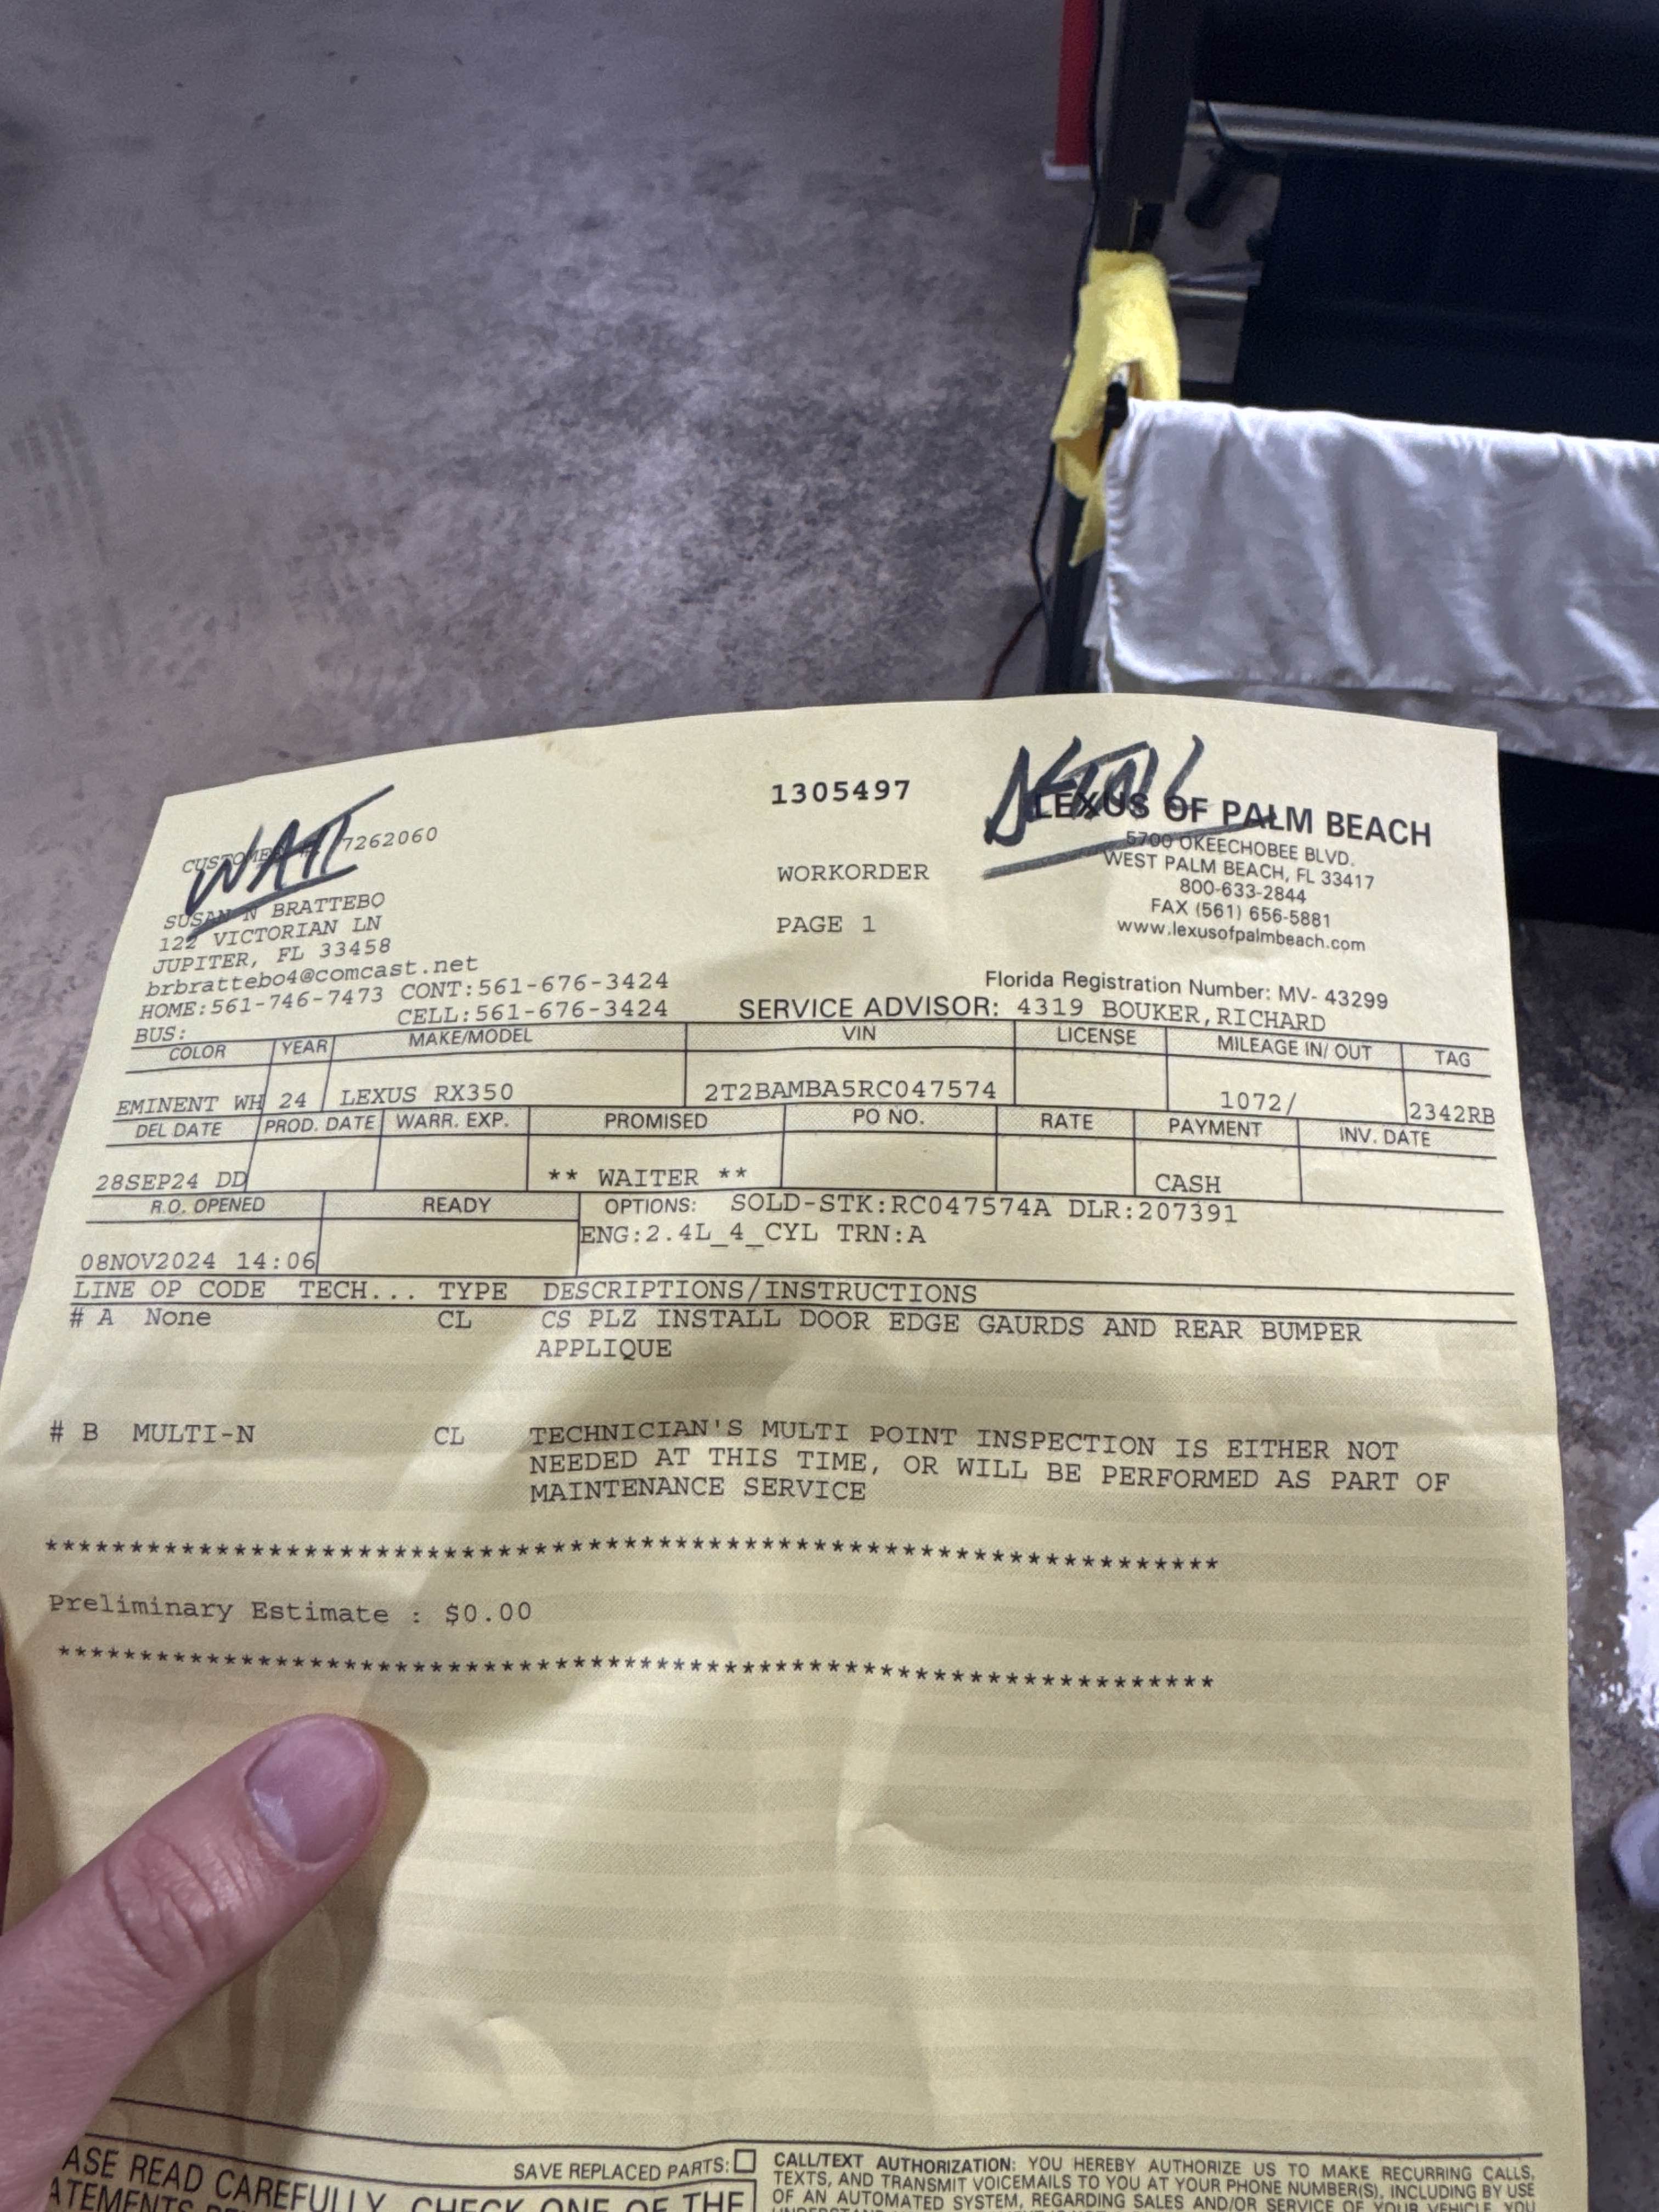 1305497
DETAIL
LEXUS OF PALM BEACH
5700 OKEECHOBEE BLVD.
WEST PALM BEACH, FL 33417
800-633-2844
FAX (561) 656-5881
www.lexusofpalmbeach.com
WAIT
7262060
WORKORDER
PAGE 1
SUSAN N BRATTEBO
122 VICTORIAN LN
JUPITER, FL 33458
brbrattebo4@comcast.net
HOME:561-746-7473 CONT:561-676-3424
BUS: CELL:561-676-3424
Florida Registration Number: MV- 43299
SERVICE ADVISOR: 4319 BOUKER,RICHARD
COLOR YEAR MAKE/MODEL VIN LICENSE MILEAGE IN/ OUT TAG
EMINENT WH 24 LEXUS RX350 2T2BAMBA5RC047574 1072/ 2342RB
DEL DATE PROD. DATE WARR. EXP. PROMISED PO NO. RATE PAYMENT INV. DATE
28SEP24 DD ** WAITER ** CASH
R.O. OPENED READY OPTIONS: SOLD-STK:RC047574A DLR:207391
ENG:2.4L_4_CYL TRN:A
08NOV2024 14:06
LINE OP CODE TECH... TYPE DESCRIPTIONS/INSTRUCTIONS
# A None CL CS PLZ INSTALL DOOR EDGE GAURDS AND REAR BUMPER
APPLIQUE
# B MULTI-N CL TECHNICIAN'S MULTI POINT INSPECTION IS EITHER NOT
NEEDED AT THIS TIME, OR WILL BE PERFORMED AS PART OF
MAINTENANCE SERVICE
Preliminary Estimate : $0.00
SAVE REPLACED PARTS:
ASE READ CAREFULLY, CHECK ONE OF THE
CALL/TEXT AUTHORIZATION: YOU HEREBY AUTHORIZE US TO MAKE RECURRING CALLS,
TEXTS, AND TRANSMIT VOICEMAILS TO YOU AT YOUR PHONE NUMBER(S), INCLUDING BY USE
OF AN AUTOMATED SYSTEM, REGARDING SALES AND/OR SERVICE OF YOUR VEHICLE. YOU